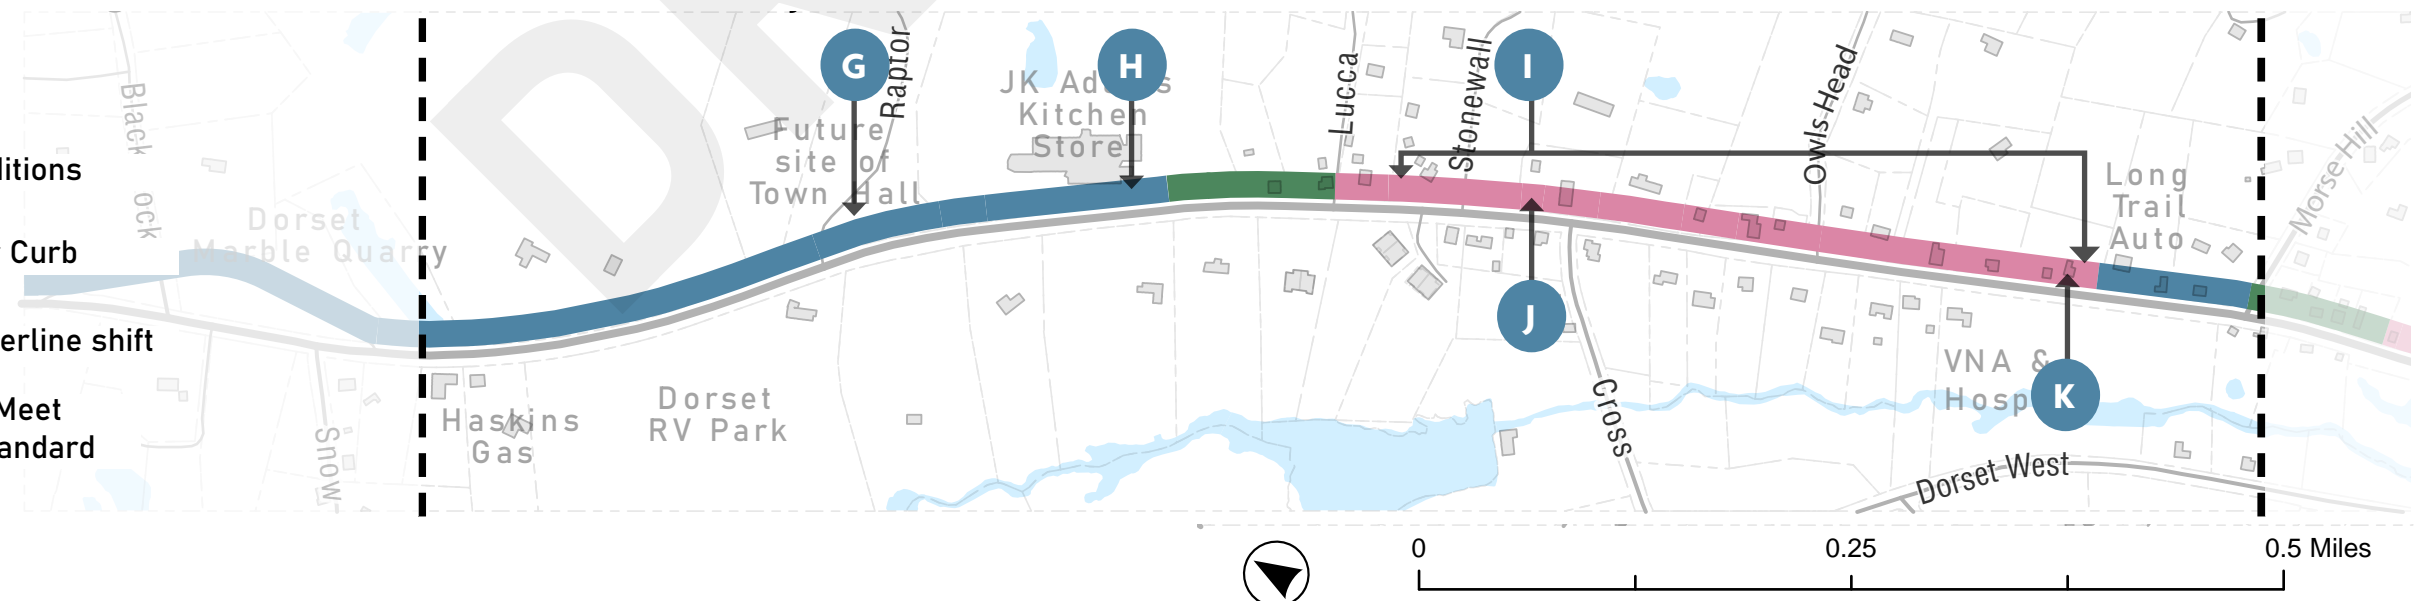 ditions
Curb
erline shift
Meet
andard
Black
ock
Dorset
Marble Quarry
Snow
Haskins
Gas
Dorset
RV Park
G
Raptor
Future
site of
Town Hall
H
JK Adams
Kitchen
Store
Lucca
Stonewall
I
Owls Head
J
Cross
Long
Trail
Auto
Morse Hill
VNA &
Hosp
K
Dorset West
0
0.25
0.5 Miles